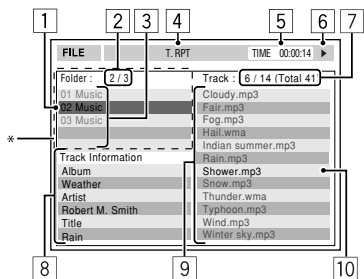 1 2 3 4 5 6 7
FILE T. RPT TIME 00:00:14
Folder : 2 / 3 Track : 6 / 14 (Total 41
01 Music
02 Music
03 Music
*
Cloudy.mp3
Fair.mp3
Fog.mp3
Hail.wma
Indian summer.mp3
Rain.mp3
Shower.mp3
Snow.mp3
Thunder.wma
Typhoon.mp3
Wind.mp3
Winter sky.mp3
Track Information
Album
Weather
Artist
Robert M. Smith
Title
Rain
8 9 10